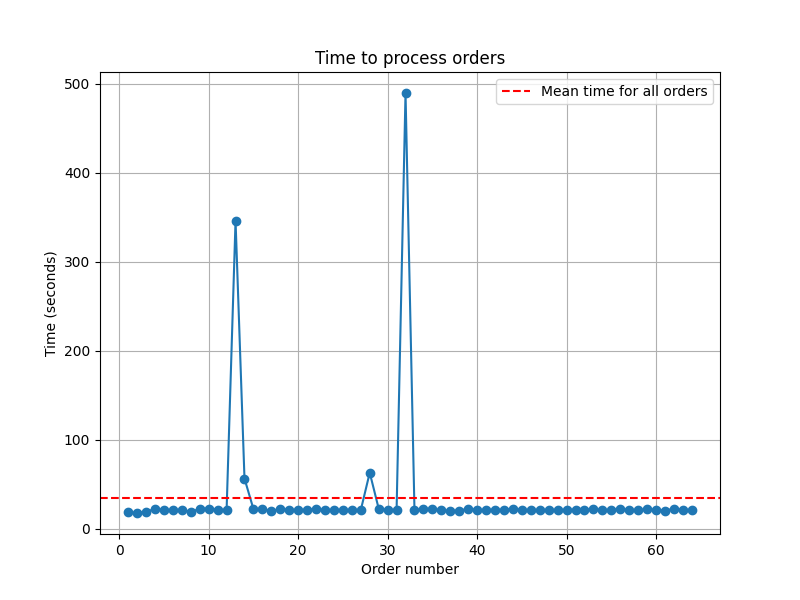 Time to process orders
Mean time for all orders
500
400
300
200
100
0
Time (seconds)
0 10 20 30 40 50 60
Order number